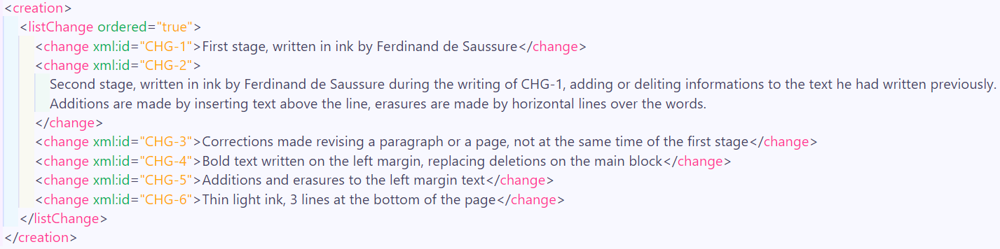 <creation>
<listChange ordered="true">
<change xml:id="CHG-1">First stage, written in ink by Ferdinand de Saussure</change>
<change xml:id="CHG-2">
Second stage, written in ink by Ferdinand de Saussure during the writing of CHG-1, adding or deliting informations to the text he had written previously.
Additions are made by inserting text above the line, erasures are made by horizontal lines over the words.
</change>
<change xml:id="CHG-3">Corrections made revising a paragraph or a page, not at the same time of the first stage</change>
<change xml:id="CHG-4">Bold text written on the left margin, replacing deletions on the main block</change>
<change xml:id="CHG-5">Additions and erasures to the left margin text</change>
<change xml:id="CHG-6">Thin light ink, 3 lines at the bottom of the page</change>
</listChange>
</creation>